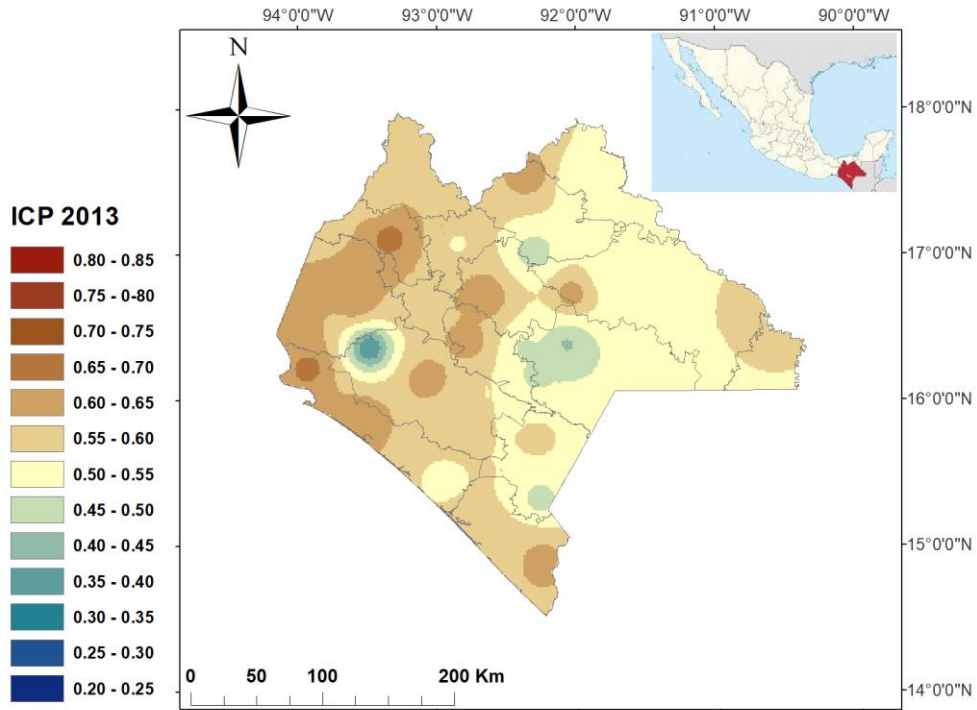 94°0'0"W 93°0'0"W 92°0'0"W 91°0'0"W 90°0'0"W
N
18°0'0"N
17°0'0"N
16°0'0"N
15°0'0"N
14°0'0"N
ICP 2013
0.80 - 0.85
0.75 - 0-80
0.70 - 0.75
0.65 - 0.70
0.60 - 0.65
0.55 - 0.60
0.50 - 0.55
0.45 - 0.50
0.40 - 0.45
0.35 - 0.40
0.30 - 0.35
0.25 - 0.30
0.20 - 0.25
0 50 100 200 Km